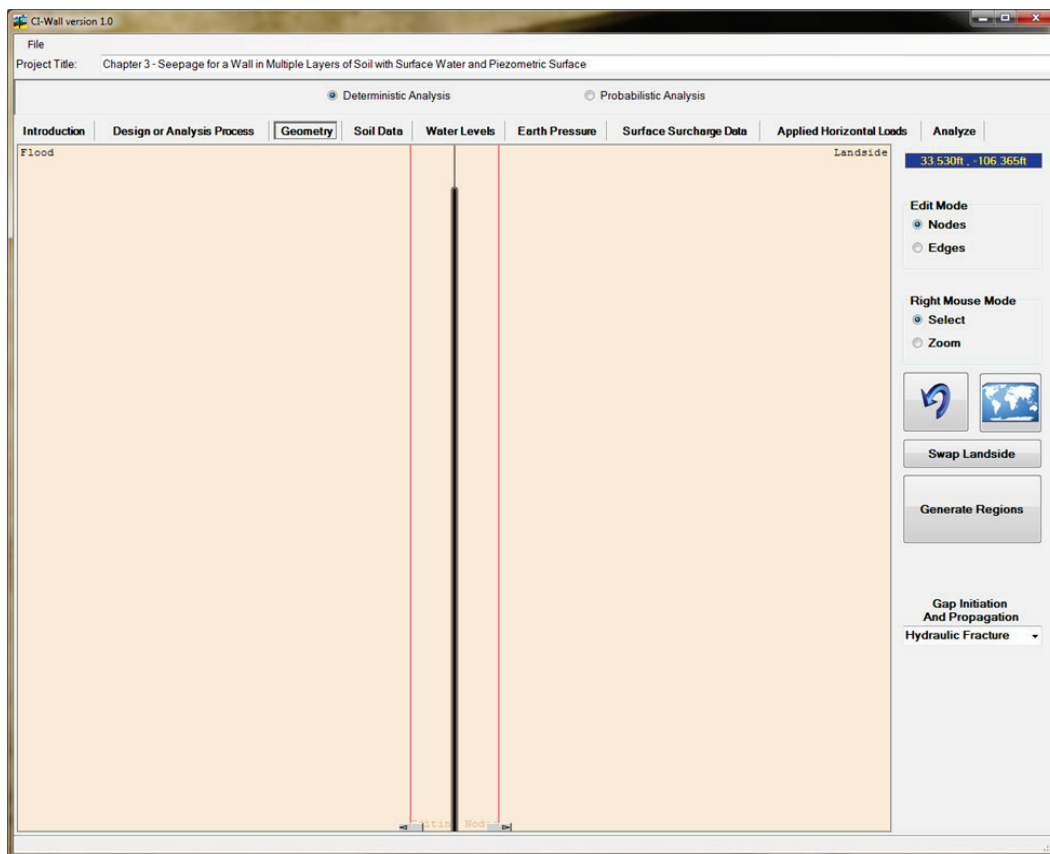 CI-Wall version 1.0
File
Project Title: Chapter 3 - Seepage for a Wall in Multiple Layers of Soil with Surface Water and Piezometric Surface
Deterministic Analysis Probabilistic Analysis
Introduction Design or Analysis Process Geometry Soil Data Water Levels Earth Pressure Surface Surcharge Data Applied Horizontal Loads Analyze
Flood Landside
33.530ft , -106.365ft
Edit Mode
Nodes
Edges
Right Mouse Mode
Select
Zoom
Swap Landside
Generate Regions
Gap Initiation
And Propagation
Hydraulic Fracture